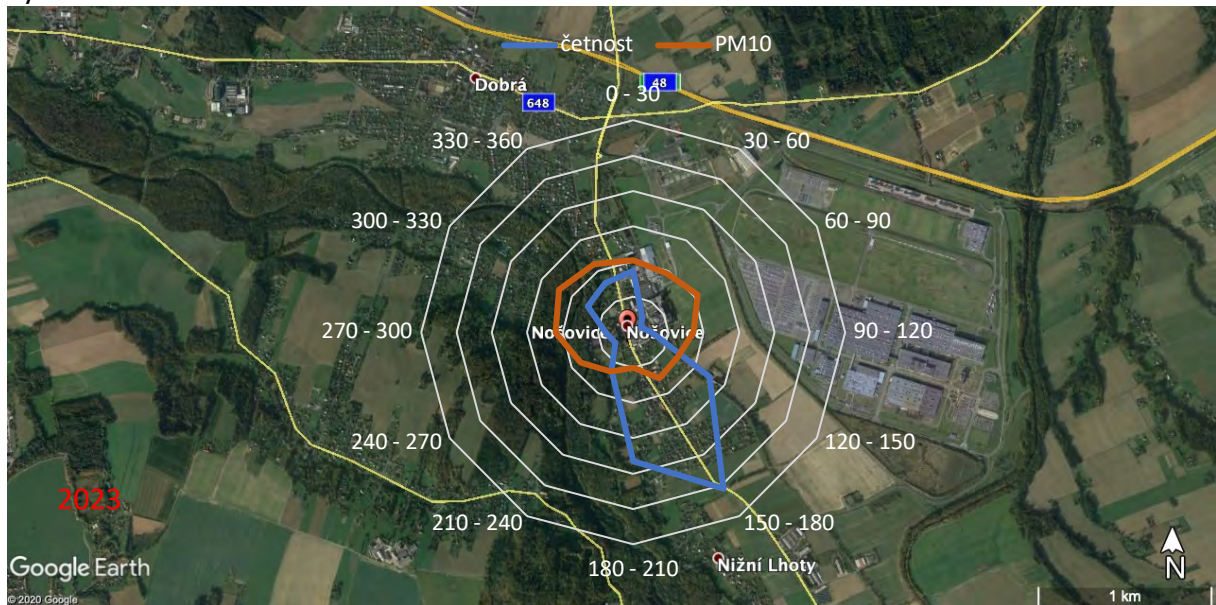 četnost PM10
Dobrá
48
648
0 - 30
330 - 360
30 - 60
300 - 330
60 - 90
270 - 300
Nošovice
Nošovice
90 - 120
240 - 270
120 - 150
2023
210 - 240
150 - 180
180 - 210
Nižní Lhoty
N
Google Earth
1 km
© 2020 Google